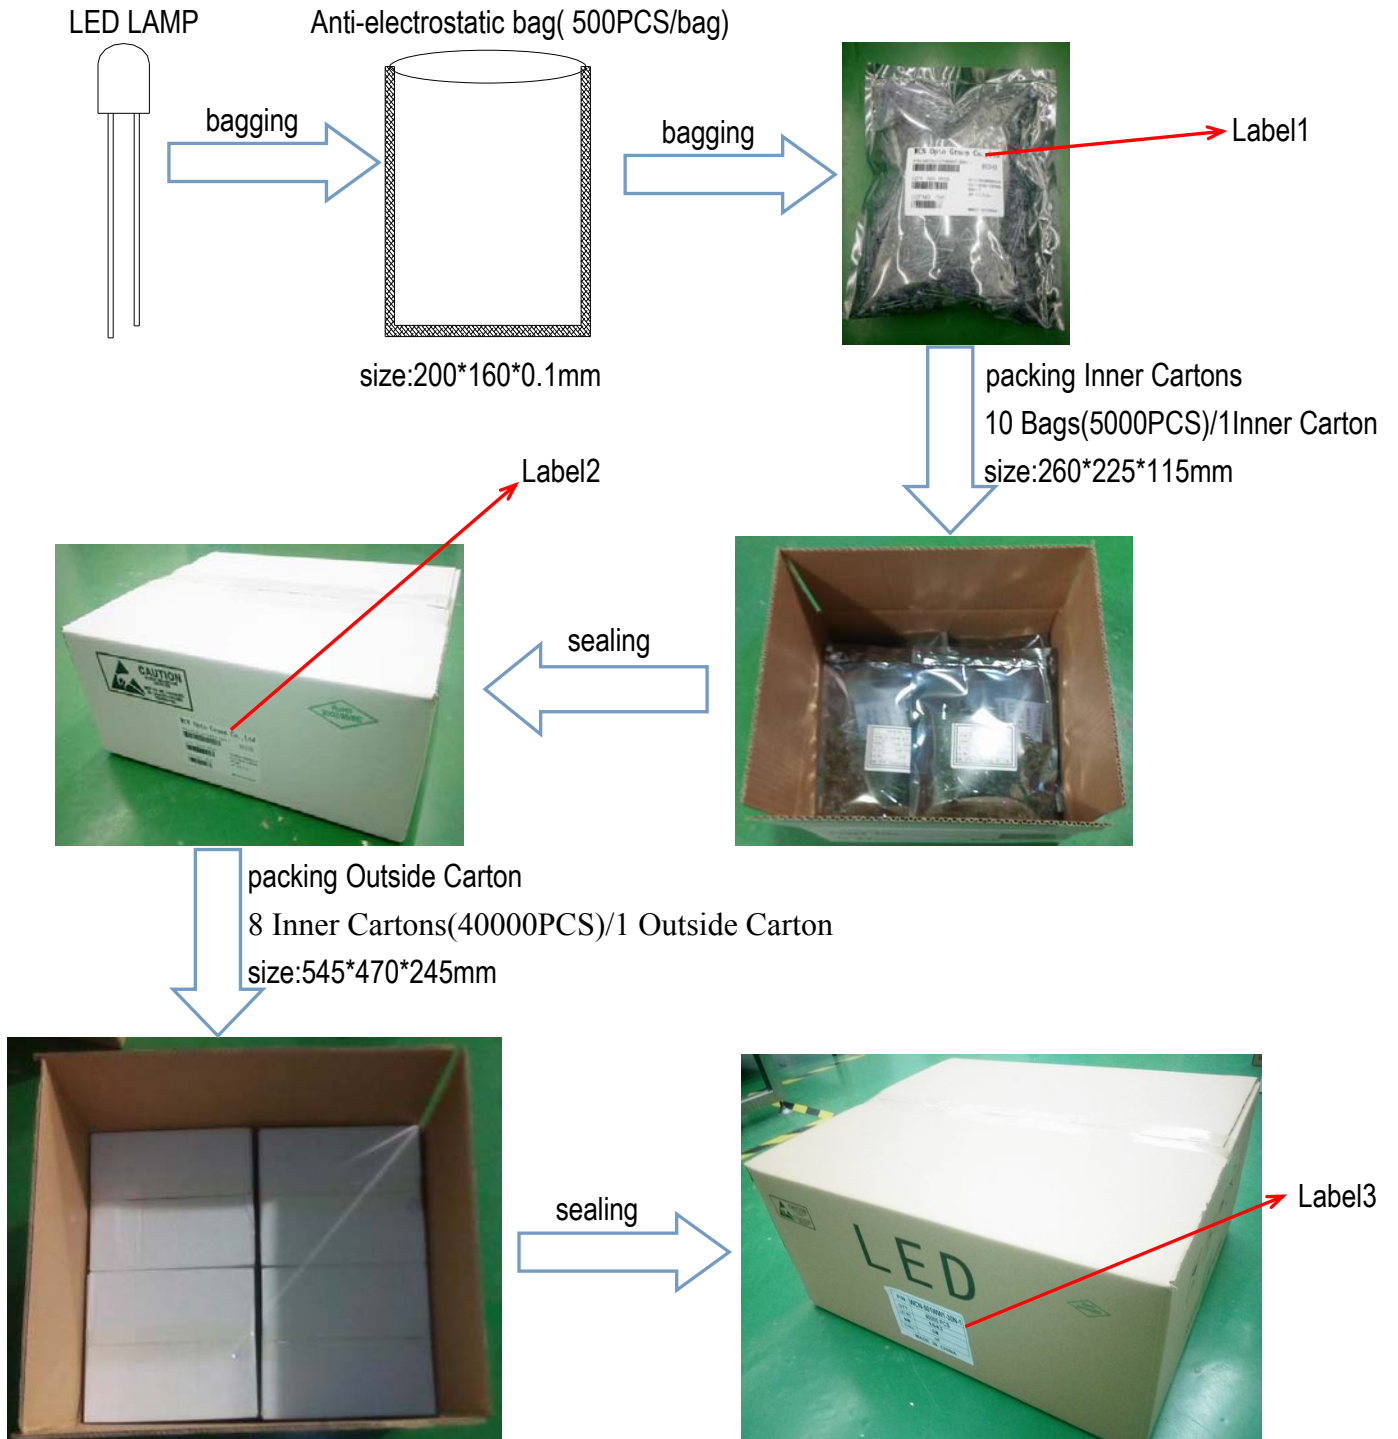 LED LAMP
Anti-electrostatic bag( 500PCS/bag)
bagging
bagging
Label1
size:200*160*0.1mm
packing Inner Cartons
10 Bags(5000PCS)/1Inner Carton
size:260*225*115mm
Label2
sealing
CAUTION
packing Outside Carton
8 Inner Cartons(40000PCS)/1 Outside Carton
size:545*470*245mm
sealing
Label3
LED